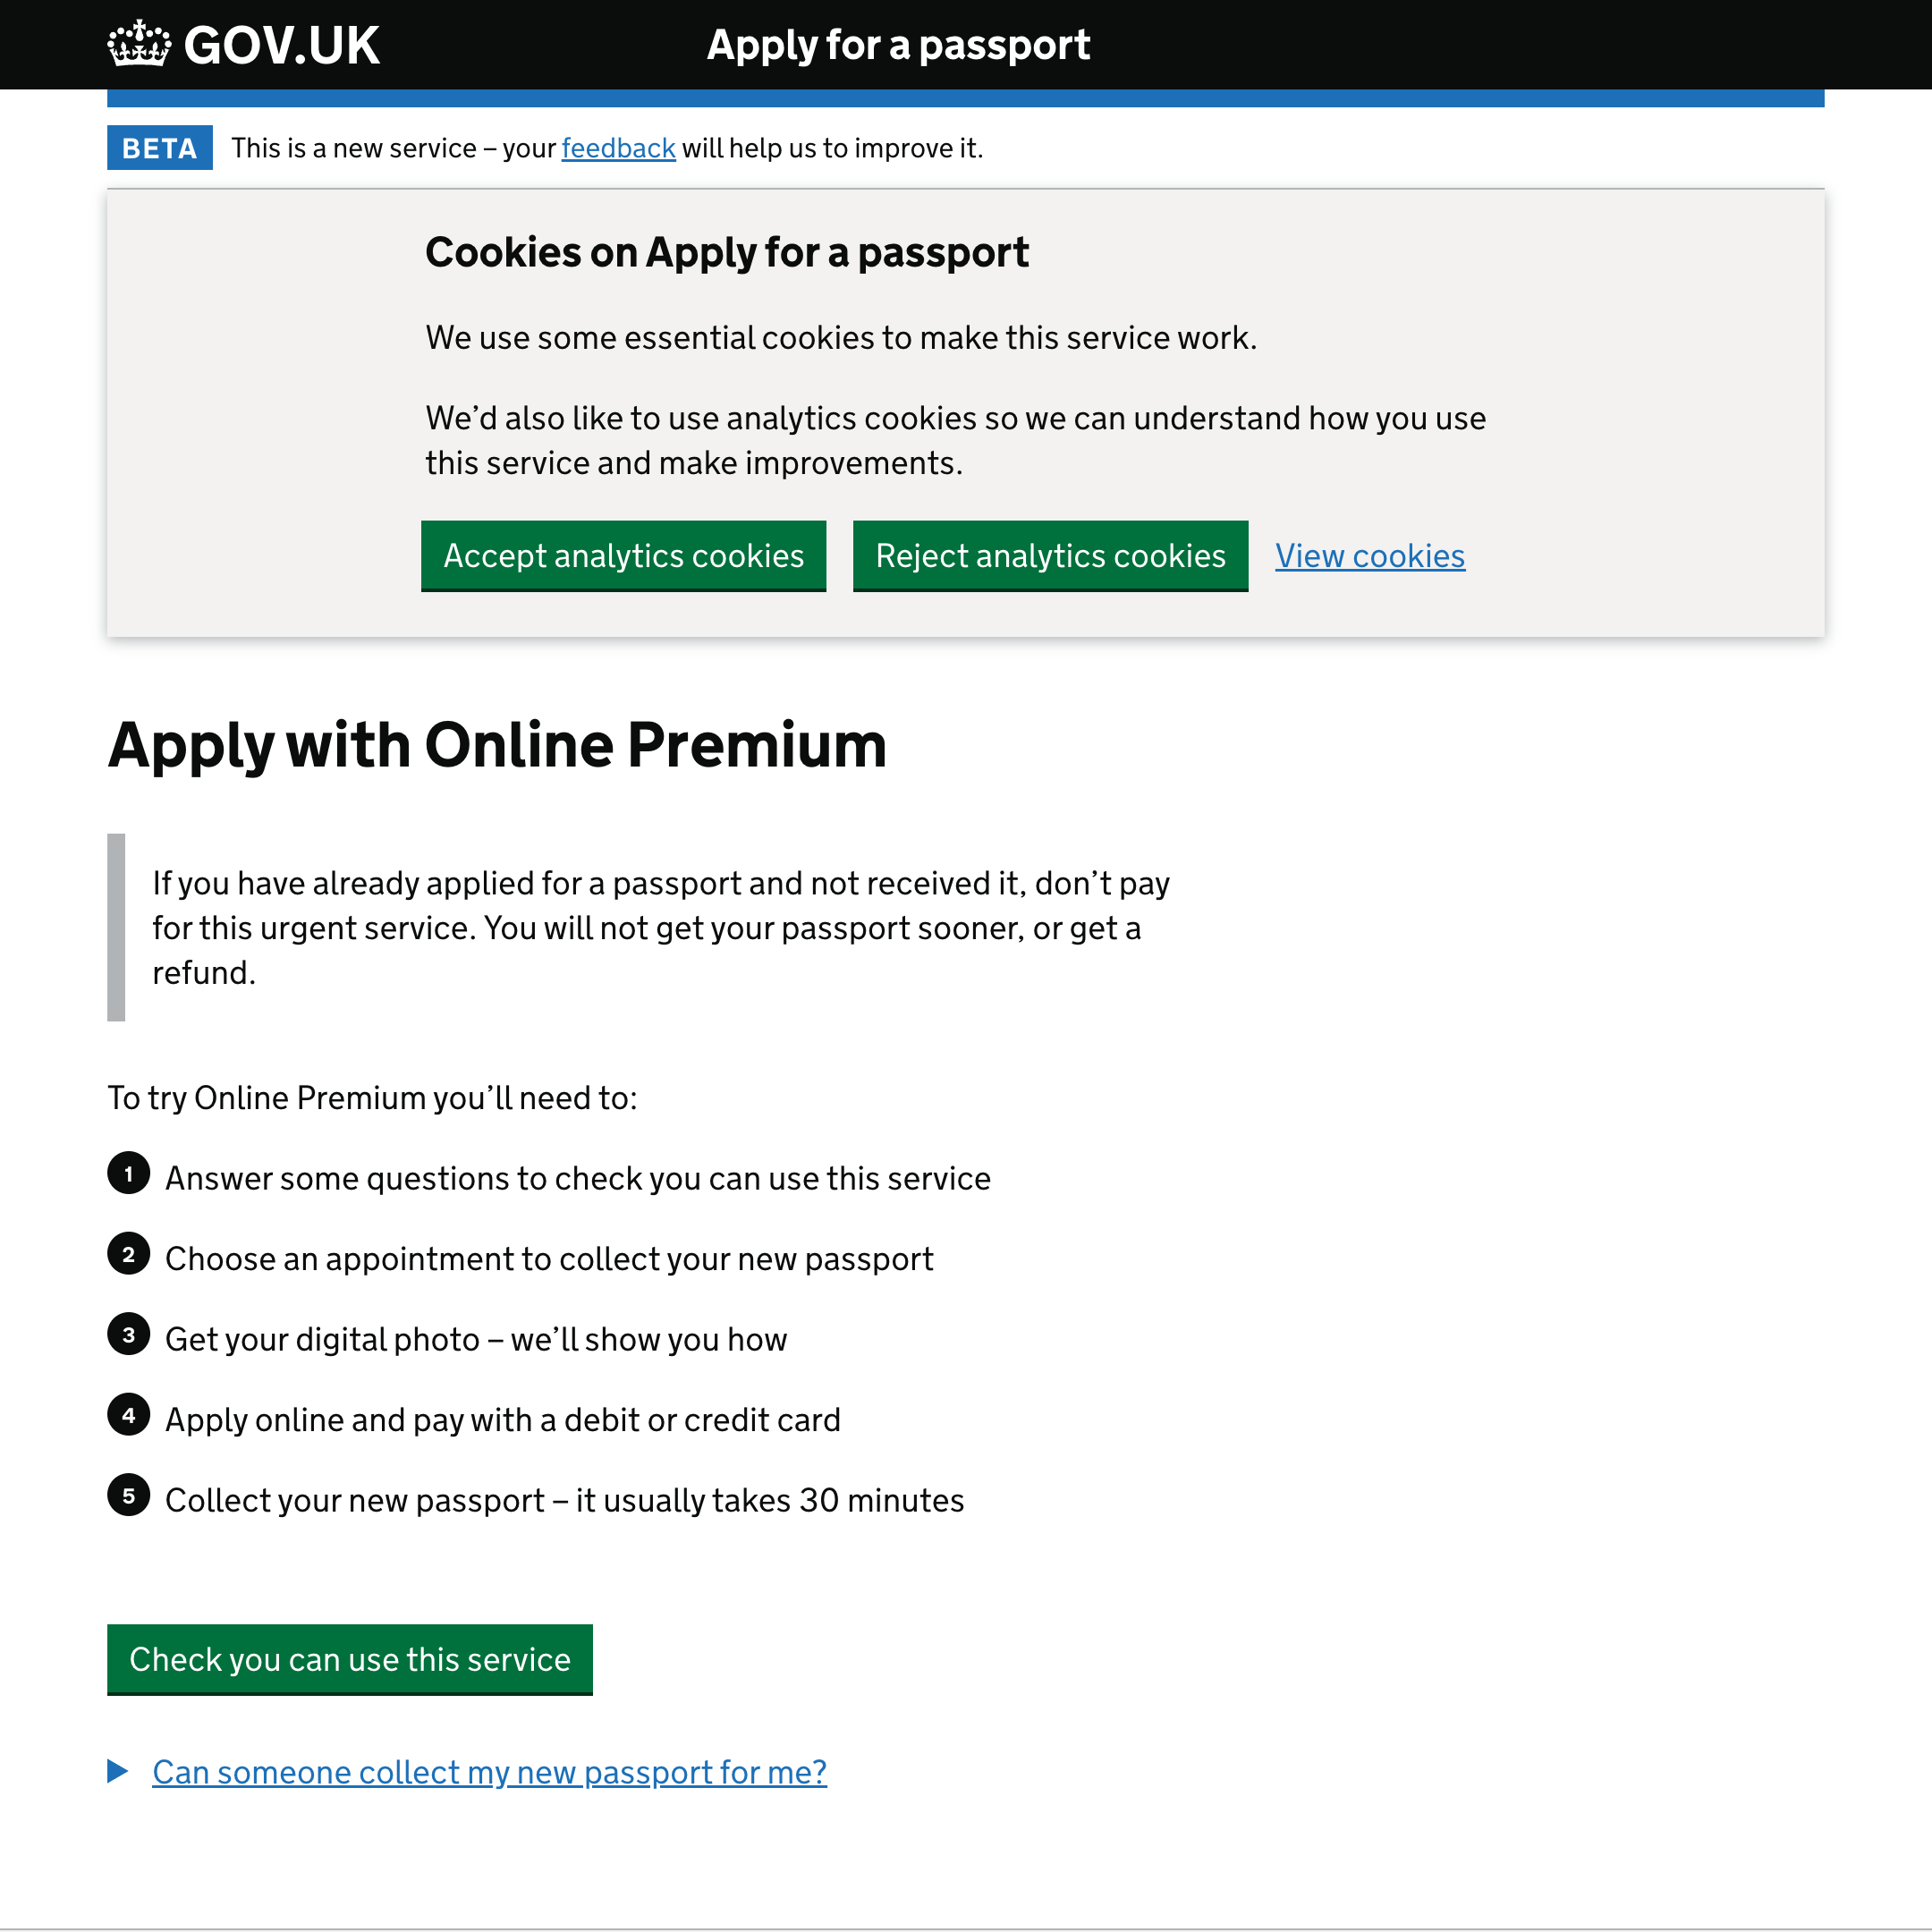 GOV.UK
Apply for a passport
BETA
This is a new service – your feedback will help us to improve it.
Cookies on Apply for a passport
We use some essential cookies to make this service work.
We’d also like to use analytics cookies so we can understand how you use
this service and make improvements.
Accept analytics cookies
Reject analytics cookies
View cookies
Apply with Online Premium
If you have already applied for a passport and not received it, don’t pay
for this urgent service. You will not get your passport sooner, or get a
refund.
To try Online Premium you’ll need to:
1 Answer some questions to check you can use this service
2 Choose an appointment to collect your new passport
3 Get your digital photo – we’ll show you how
4 Apply online and pay with a debit or credit card
5 Collect your new passport – it usually takes 30 minutes
Check you can use this service
Can someone collect my new passport for me?